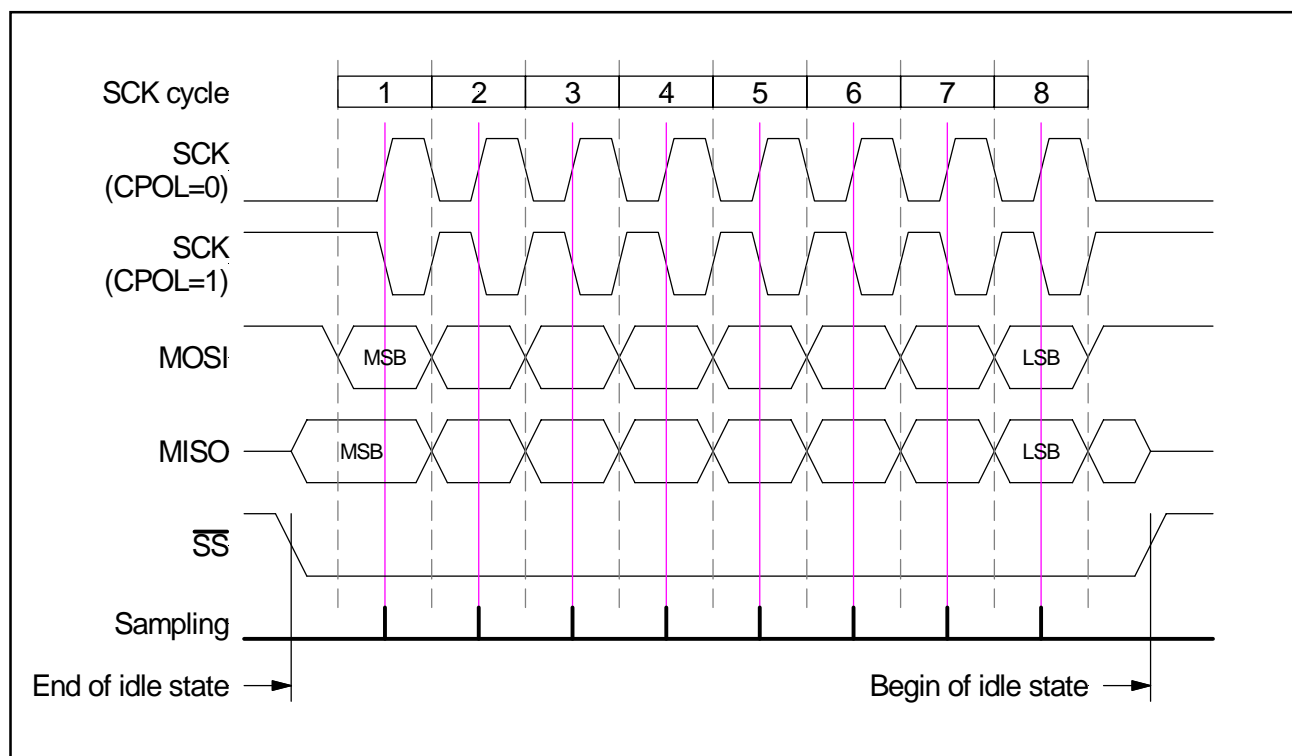 SCK cycle 1 2 3 4 5 6 7 8
SCK
(CPOL=0)
SCK
(CPOL=1)
MOSI MSB LSB
MISO MSB LSB
SS
Sampling
End of idle state Begin of idle state